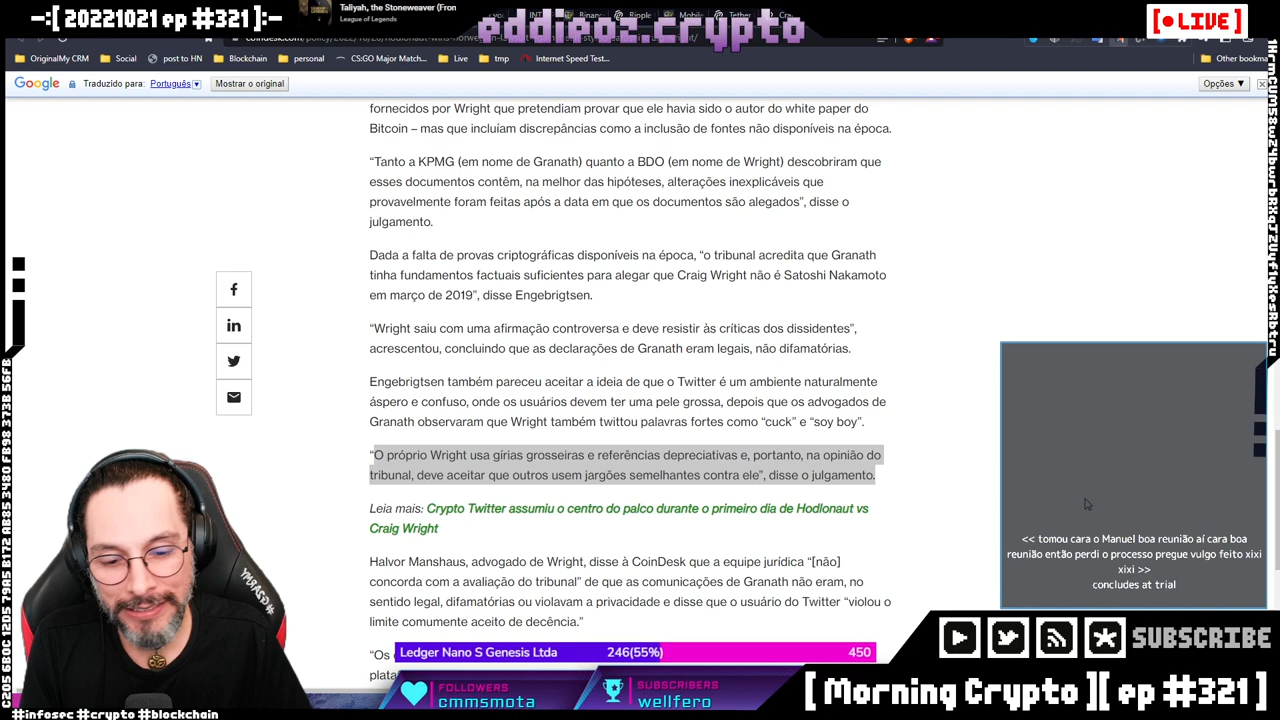 -:[ 20221021 ep #321 ]:-
Taliyah, the Stoneweaver (Fron
League of Legends
Binan
Ripple
Mobil
Tether
[ • LIVE ]
OriginalMy CRM
Social
post to HN
Blockchain
personal
CS:GO Major Match...
Live
tmp
Internet Speed Test...
Other bookma
Google
Traduzido para: Português
Mostrar o original
Opções ▼
fornecidos por Wright que pretendiam provar que ele havia sido o autor do white paper do
Bitcoin – mas que incluíam discrepâncias como a inclusão de fontes não disponíveis na época.
“Tanto a KPMG (em nome de Granath) quanto a BDO (em nome de Wright) descobriram que
esses documentos contêm, na melhor das hipóteses, alterações inexplicáveis que
provavelmente foram feitas após a data em que os documentos são alegados”, disse o
julgamento.
Dada a falta de provas criptográficas disponíveis na época, “o tribunal acredita que Granath
tinha fundamentos factuais suficientes para alegar que Craig Wright não é Satoshi Nakamoto
em março de 2019”, disse Engebrigtsen.
“Wright saiu com uma afirmação controversa e deve resistir às críticas dos dissidentes”,
acrescentou, concluindo que as declarações de Granath eram legais, não difamatórias.
Engebrigtsen também pareceu aceitar a ideia de que o Twitter é um ambiente naturalmente
áspero e confuso, onde os usuários devem ter uma pele grossa, depois que os advogados de
Granath observaram que Wright também twittou palavras fortes como “cuck” e “soy boy”.
“O próprio Wright usa gírias grosseiras e referências depreciativas e, portanto, na opinião do
tribunal, deve aceitar que outros usem jargões semelhantes contra ele”, disse o julgamento.
Leia mais: Crypto Twitter assumiu o centro do palco durante o primeiro dia de Hodlonaut vs
Craig Wright
Halvor Manshaus, advogado de Wright, disse à CoinDesk que a equipe jurídica “[não]
concorda com a avaliação do tribunal” de que as comunicações de Granath não eram, no
sentido legal, difamatórias ou violavam a privacidade e disse que o usuário do Twitter “violou o
limite comumente aceito de decência.”
“Os
plata
<< tomou cara o Manuel boa reunião aí cara boa
reunião então perdi o processo pregue vulgo feito xixi
xixi >>
concludes at trial
Ledger Nano S Genesis Ltda 246(55%) 450
FOLLOWERS
cmmsmota
SUBSCRIBERS
wellfero
SUBSCRIBE
[ Morning Crypto ][ ep #321 ]
#infosec #crypto #blockchain